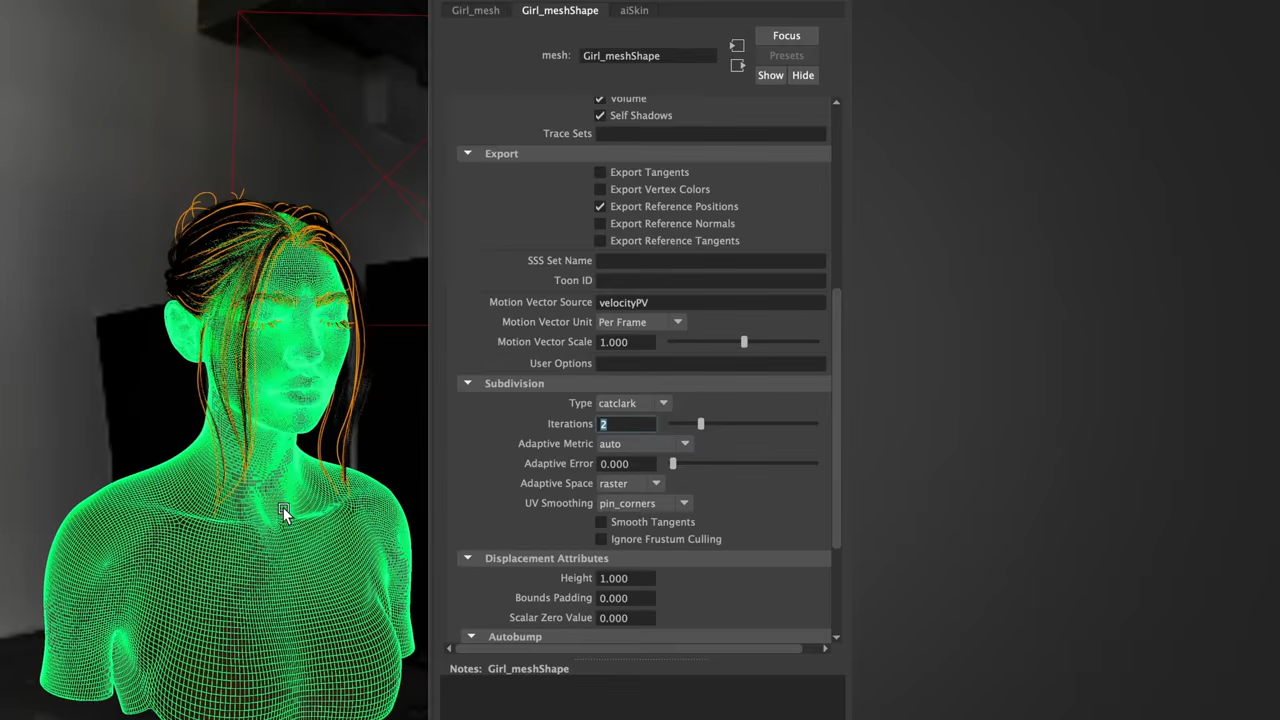 Girl_mesh Girl_meshShape aiSkin
mesh: Girl_meshShape
Focus
Presets
Show Hide
Volume
Self Shadows
Trace Sets
Export
Export Tangents
Export Vertex Colors
Export Reference Positions
Export Reference Normals
Export Reference Tangents
SSS Set Name
Toon ID
Motion Vector Source velocityPV
Motion Vector Unit Per Frame
Motion Vector Scale 1.000
User Options
Subdivision
Type catclark
Iterations 2
Adaptive Metric auto
Adaptive Error 0.000
Adaptive Space raster
UV Smoothing pin_corners
Smooth Tangents
Ignore Frustum Culling
Displacement Attributes
Height 1.000
Bounds Padding 0.000
Scalar Zero Value 0.000
Autobump
Notes: Girl_meshShape